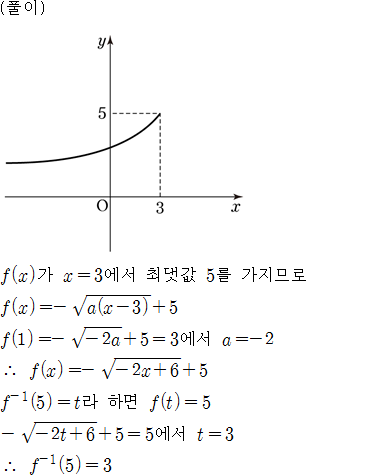 (풀이)
y
5
O 3 x
f(x)가 x=3에서 최댓값 5를 가지므로
f(x)=-√(a(x-3))+5
f(1)=-√(-2a)+5=3에서 a=-2
∴ f(x)=-√(-2x+6)+5
f⁻¹(5)=t라 하면 f(t)=5
-√(-2t+6)+5=5에서 t=3
∴ f⁻¹(5)=3